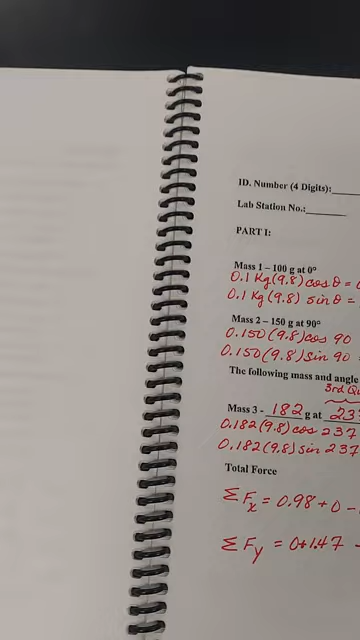 ID. Number (4 Digits):
Lab Station No.:
PART I:
Mass 1 – 100 g at 0°
0.1 Kg(9.8) cos θ =
0.1 Kg(9.8) sin θ =
Mass 2 – 150 g at 90°
0.150(9.8) cos 90
0.150(9.8) sin 90 =
The following mass and angle
3rd
Mass 3 - 182 g at 23
0.182(9.8) cos 237
0.182(9.8) sin 237
Total Force
Σ Fx = 0.98 + 0 -
Σ Fy = 0+1.47 -